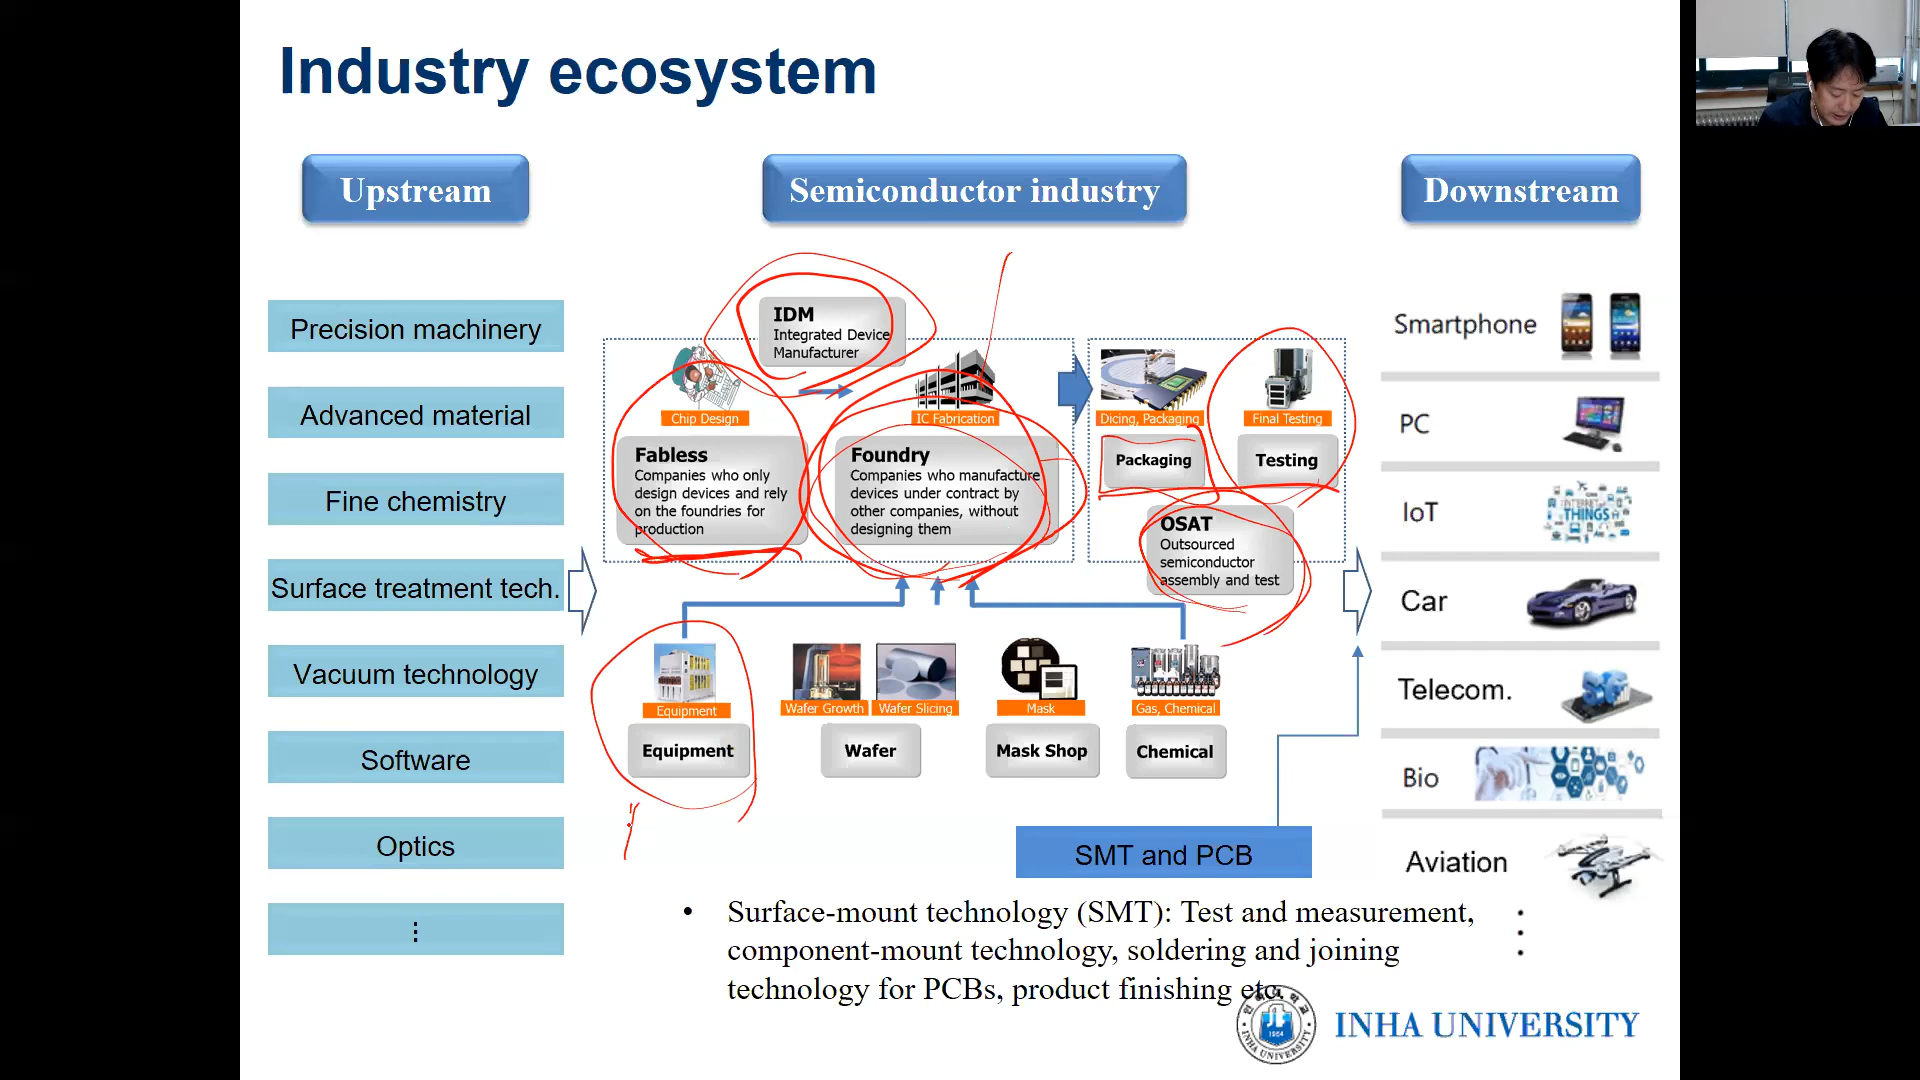 Industry ecosystem
Upstream
Semiconductor industry
Downstream
Precision machinery
Advanced material
Fine chemistry
Surface treatment tech.
Vacuum technology
Software
Optics
⋮
IDM
Integrated Device
Manufacturer
Chip Design
Fabless
Companies who only
design devices and rely
on the foundries for
production
IC Fabrication
Foundry
Companies who manufacture
devices under contract by
other companies, without
designing them
Dicing, Packaging
Packaging
Final Testing
Testing
OSAT
Outsourced
semiconductor
assembly and test
Equipment
Equipment
Wafer Growth
Wafer Slicing
Wafer
Mask
Mask Shop
Gas, Chemical
Chemical
SMT and PCB
Smartphone
PC
IoT
INTERNET
THINGS
Car
Telecom.
Bio
Aviation
⋮
• Surface-mount technology (SMT): Test and measurement,
component-mount technology, soldering and joining
technology for PCBs, product finishing etc.
1954
INHA UNIVERSITY
INHA UNIVERSITY